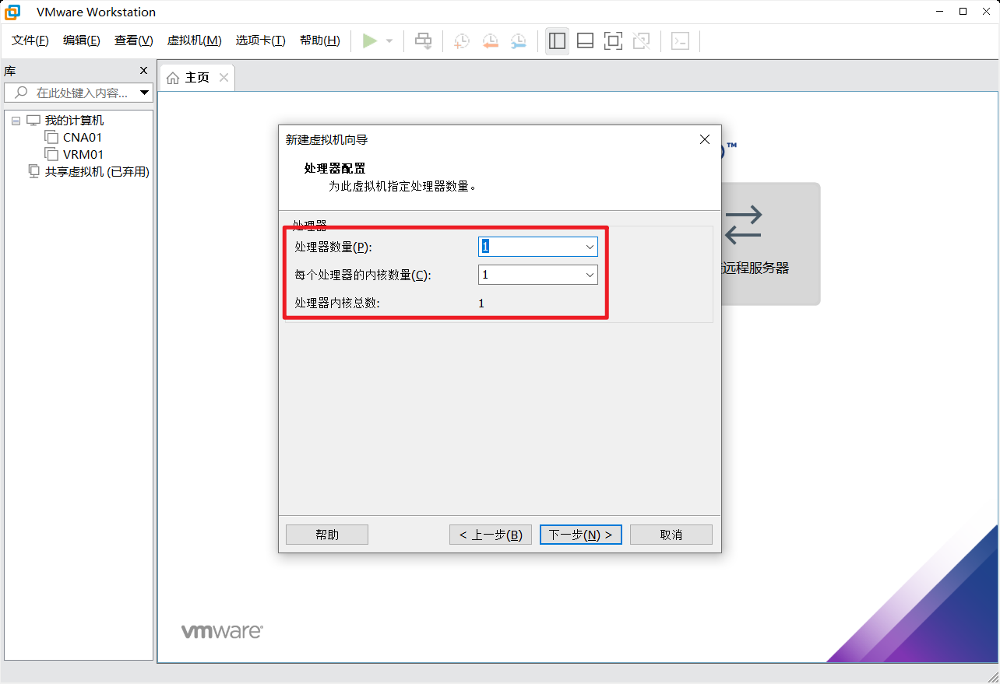 VMware Workstation
文件(F) 编辑(E) 查看(V) 虚拟机(M) 选项卡(T) 帮助(H)
库
在此处键入内容...
我的计算机
CNA01
VRM01
共享虚拟机 (已弃用)
主页
™
新建虚拟机向导
处理器配置
为此虚拟机指定处理器数量。
处理器
处理器数量(P): 1
每个处理器的内核数量(C): 1
处理器内核总数: 1
远程服务器
帮助 < 上一步(B) 下一步(N) > 取消
vmware®